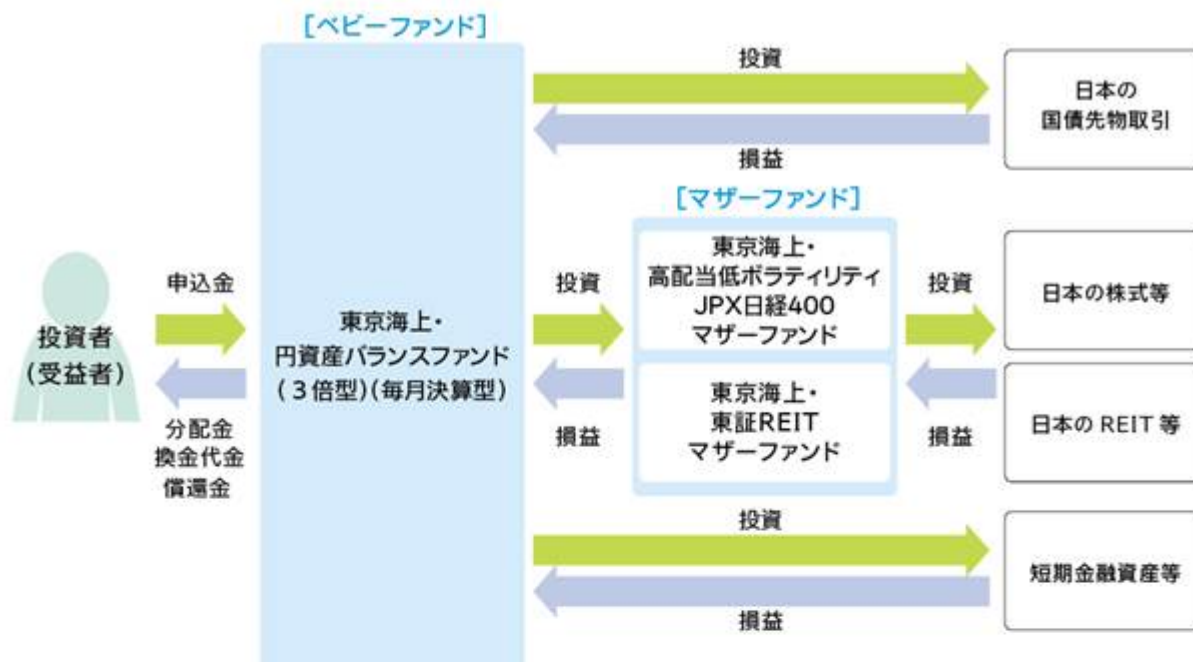 [ベビーファンド]
投資
日本の
国債先物取引
損益
[マザーファンド]
申込金
投資者
(受益者)
分配金
換金代金
償還金
東京海上・
円資産バランスファンド
(3倍型)(毎月決算型)
投資
損益
東京海上・
高配当低ボラティリティ
JPX日経400
マザーファンド
東京海上・
東証REIT
マザーファンド
投資
損益
日本の株式等
日本の REIT 等
投資
短期金融資産等
損益